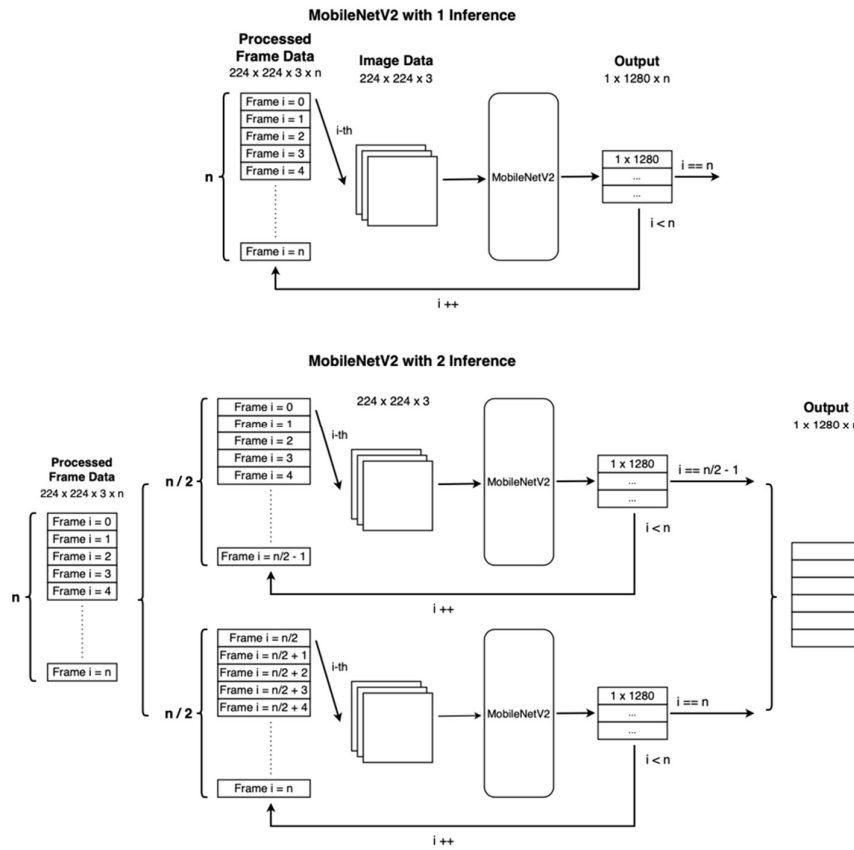 MobileNetV2 with 1 Inference
Processed
Frame Data
224 x 224 x 3 x n
Image Data
224 x 224 x 3
Output
1 x 1280 x n
n
Frame i = 0
Frame i = 1
Frame i = 2
Frame i = 3
Frame i = 4
Frame i = n
i-th
MobileNetV2
1 x 1280
...
...
i == n
i < n
i ++
MobileNetV2 with 2 Inference
Processed
Frame Data
224 x 224 x 3 x n
n
Frame i = 0
Frame i = 1
Frame i = 2
Frame i = 3
Frame i = 4
Frame i = n
n / 2
Frame i = 0
Frame i = 1
Frame i = 2
Frame i = 3
Frame i = 4
Frame i = n/2 - 1
i-th
224 x 224 x 3
MobileNetV2
1 x 1280
...
...
i == n/2 - 1
i < n
i ++
n / 2
Frame i = n/2
Frame i = n/2 + 1
Frame i = n/2 + 2
Frame i = n/2 + 3
Frame i = n/2 + 4
Frame i = n
i-th
MobileNetV2
1 x 1280
...
...
i == n
i < n
i ++
Output
1 x 1280 x n